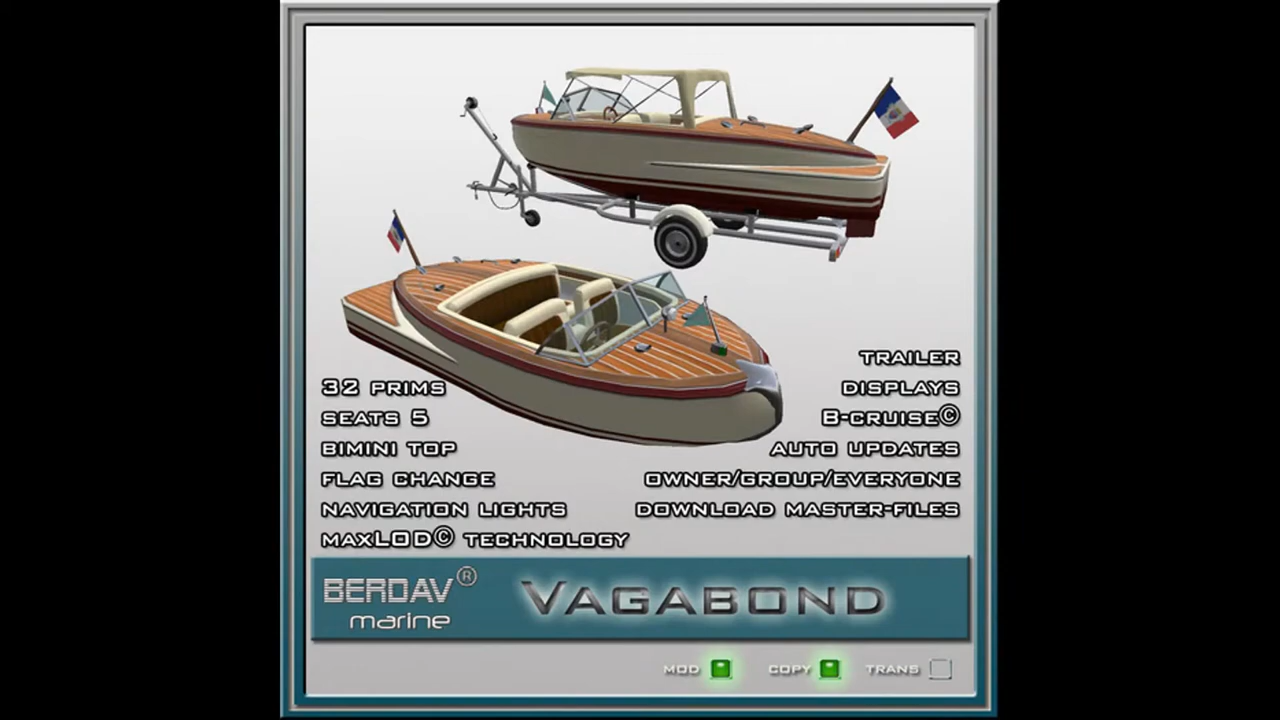 TRAILER
32 PRIMS
DISPLAYS
SEATS 5
B-CRUISE©
BIMINI TOP
AUTO UPDATES
FLAG CHANGE
OWNER/GROUP/EVERYONE
NAVIGATION LIGHTS
DOWNLOAD MASTER-FILES
MAXLOD© TECHNOLOGY
BERDAV®
marine
VAGABOND
MOD COPY TRANS